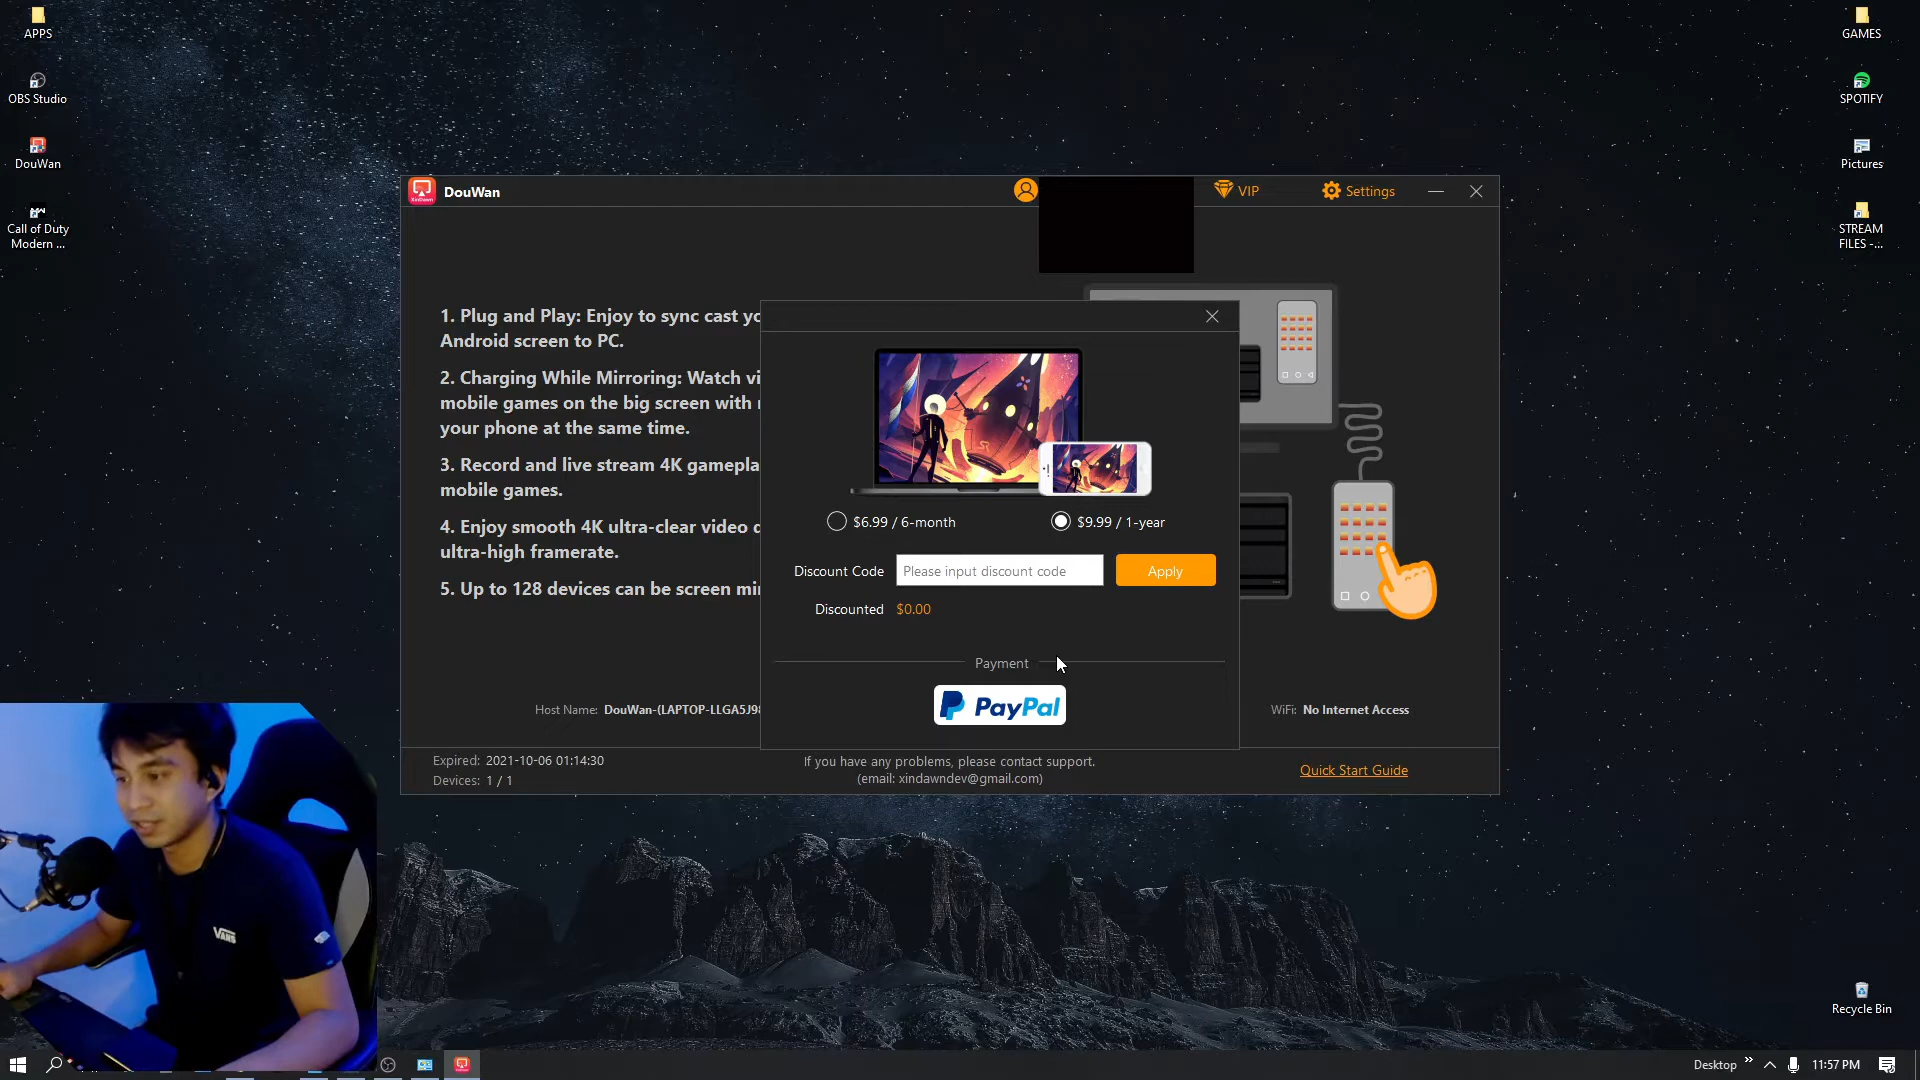 APPS
OBS Studio
DouWan
Call of Duty
Modern ...
GAMES
SPOTIFY
Pictures
STREAM
FILES -...
Recycle Bin
DouWan
VIP
Settings
1. Plug and Play: Enjoy to sync cast yo
Android screen to PC.
2. Charging While Mirroring: Watch vi
mobile games on the big screen with
your phone at the same time.
3. Record and live stream 4K gamepla
mobile games.
4. Enjoy smooth 4K ultra-clear video
ultra-high framerate.
5. Up to 128 devices can be screen mi
$6.99 / 6-month
$9.99 / 1-year
Discount Code
Please input discount code
Apply
Discounted
$0.00
Payment
PayPal
Host Name: DouWan-(LAPTOP-LLGA5J98
WiFi: No Internet Access
Expired: 2021-10-06 01:14:30
Devices: 1 / 1
If you have any problems, please contact support.
(email: xindawndev@gmail.com)
Quick Start Guide
VANS
Desktop
11:57 PM